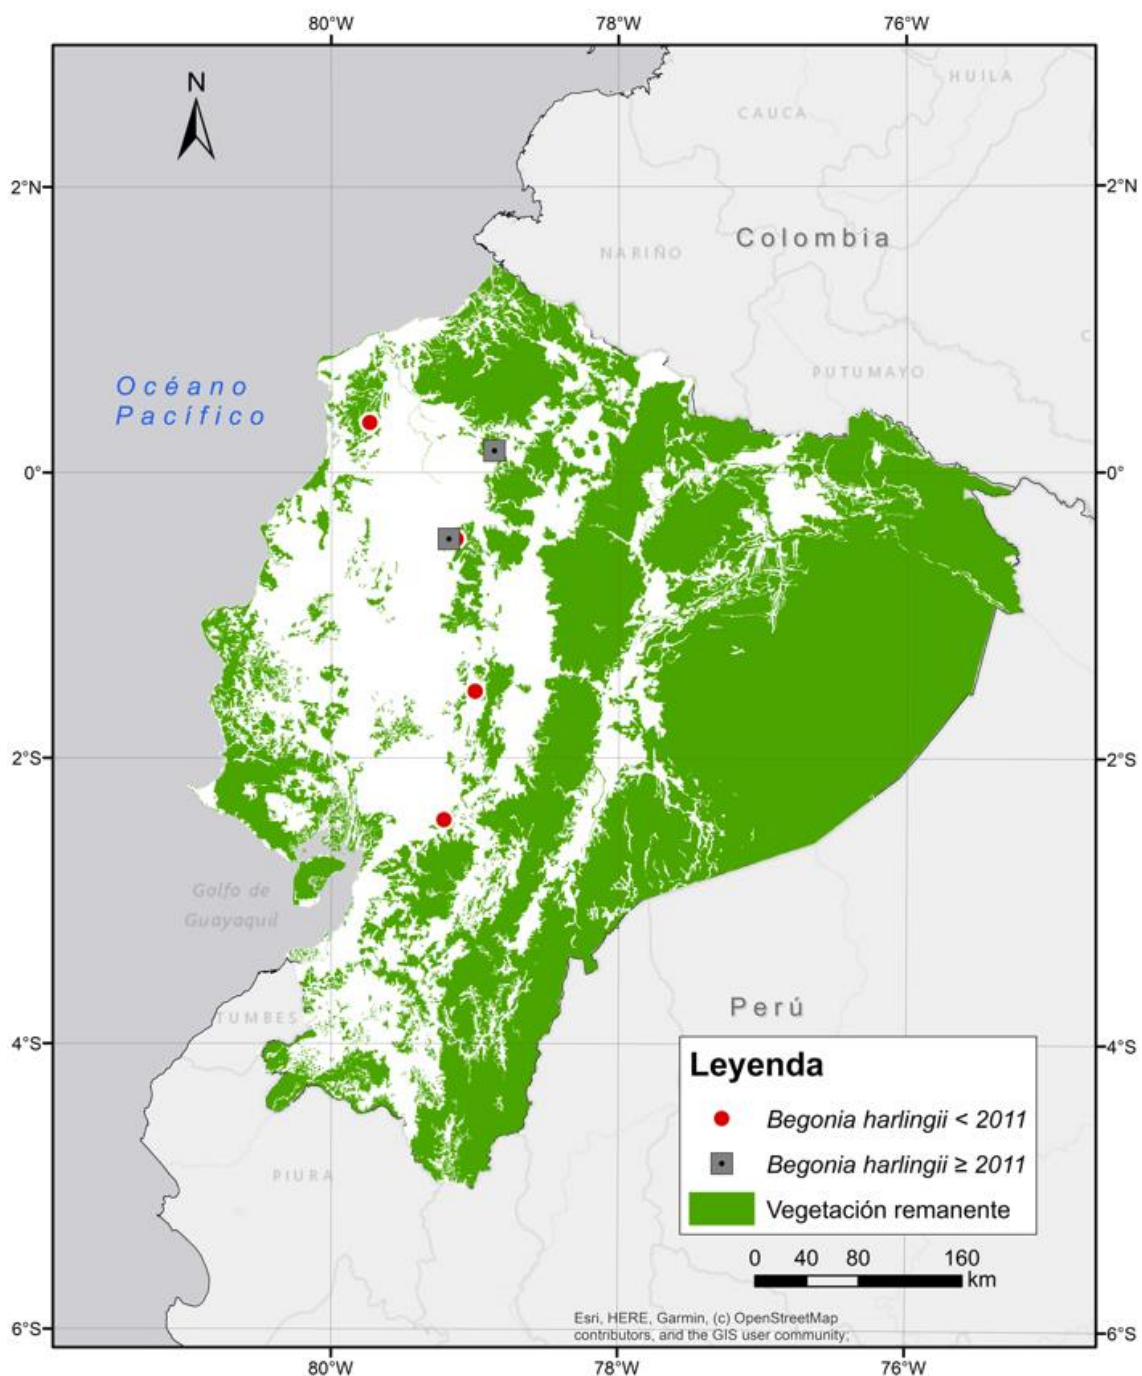 80°W 78°W 76°W
N
HUILA
CAUCA
2°N 2°N
Colombia
NARIÑO
PUTUMAYO
Océano
Pacífico
0° 0°
2°S 2°S
Golfo de
Guayaquil
Perú
TUMBES
4°S 4°S
Leyenda
Begonia harlingii < 2011
Begonia harlingii ≥ 2011
Vegetación remanente
PIURA
0 40 80 160
km
Esri, HERE, Garmin, (c) OpenStreetMap
contributors, and the GIS user community,
6°S 6°S
80°W 78°W 76°W